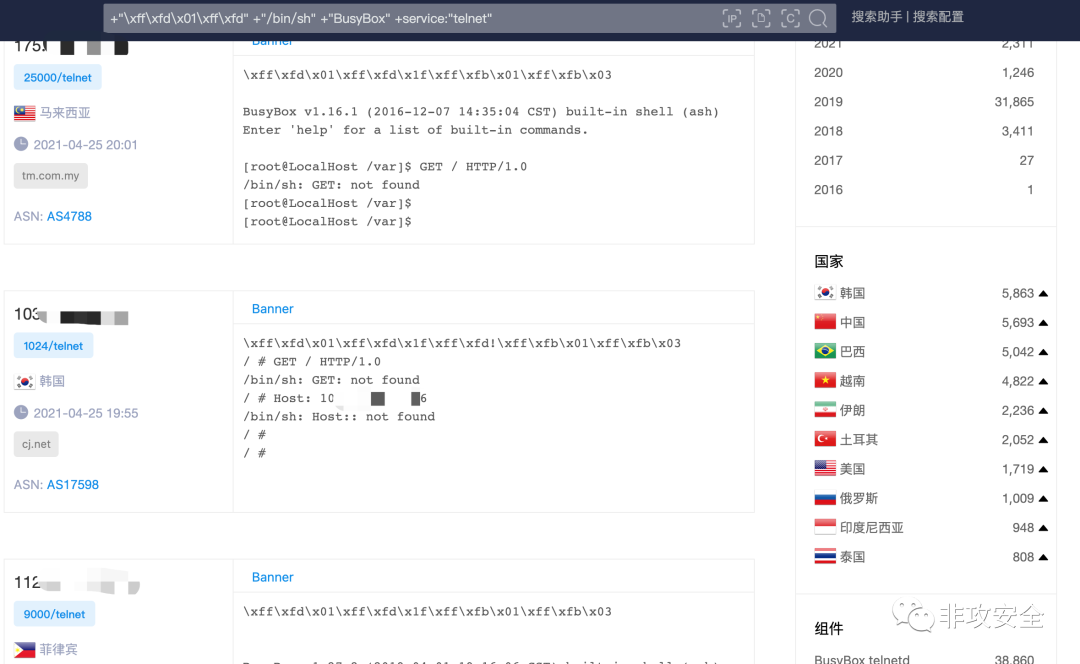 +"\xff\xfd\x01\xff\xfd" +"/bin/sh" +"BusyBox" +service:"telnet"
搜索助手 | 搜索配置
175.
25000/telnet
马来西亚
2021-04-25 20:01
tm.com.my
ASN: AS4788
Banner
\xff\xfd\x01\xff\xfd\x1f\xff\xfb\x01\xff\xfb\x03
BusyBox v1.16.1 (2016-12-07 14:35:04 CST) built-in shell (ash)
Enter 'help' for a list of built-in commands.
[root@LocalHost /var]$ GET / HTTP/1.0
/bin/sh: GET: not found
[root@LocalHost /var]$
[root@LocalHost /var]$
103
1024/telnet
韩国
2021-04-25 19:55
cj.net
ASN: AS17598
Banner
\xff\xfd\x01\xff\xfd\x1f\xff\xfd!\xff\xfb\x01\xff\xfb\x03
/ # GET / HTTP/1.0
/bin/sh: GET: not found
/ # Host: 10 6
/bin/sh: Host:: not found
/ #
/ #
112
9000/telnet
菲律宾
Banner
\xff\xfd\x01\xff\xfd\x1f\xff\xfb\x01\xff\xfb\x03
2021 2,311
2020 1,246
2019 31,865
2018 3,411
2017 27
2016 1
国家
韩国 5,863
中国 5,693
巴西 5,042
越南 4,822
伊朗 2,236
土耳其 2,052
美国 1,719
俄罗斯 1,009
印度尼西亚 948
泰国 808
组件
BusyBox telnetd 38,860
非攻安全